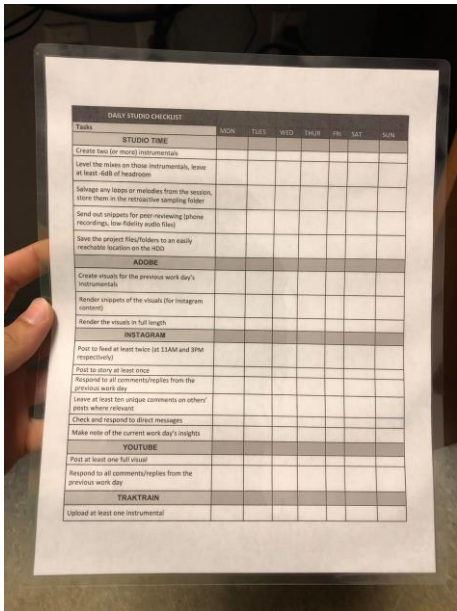 DAILY STUDIO CHECKLIST
Tasks MON TUES WED THUR FRI SAT SUN
STUDIO TIME
Create two (or more) instrumentals
Level the mixes on those instrumentals, leave
at least -6dB of headroom
Salvage any loops or melodies from the session,
store them in the retroactive sampling folder
Send out snippets for peer-reviewing (phone
recordings, low-fidelity audio files)
Save the project files/folders to an easily
reachable location on the HDD
ADOBE
Create visuals for the previous work day's
instrumentals
Render snippets of the visuals (for Instagram
content)
Render the visuals in full length
INSTAGRAM
Post to feed at least twice (at 11AM and 3PM
respectively)
Post to story at least once
Respond to all comments/replies from the
previous work day
Leave at least ten unique comments on others'
posts where relevant
Check and respond to direct messages
Make note of the current work day's insights
YOUTUBE
Post at least one full visual
Respond to all comments/replies from the
previous work day
TRAKTRAIN
Upload at least one instrumental